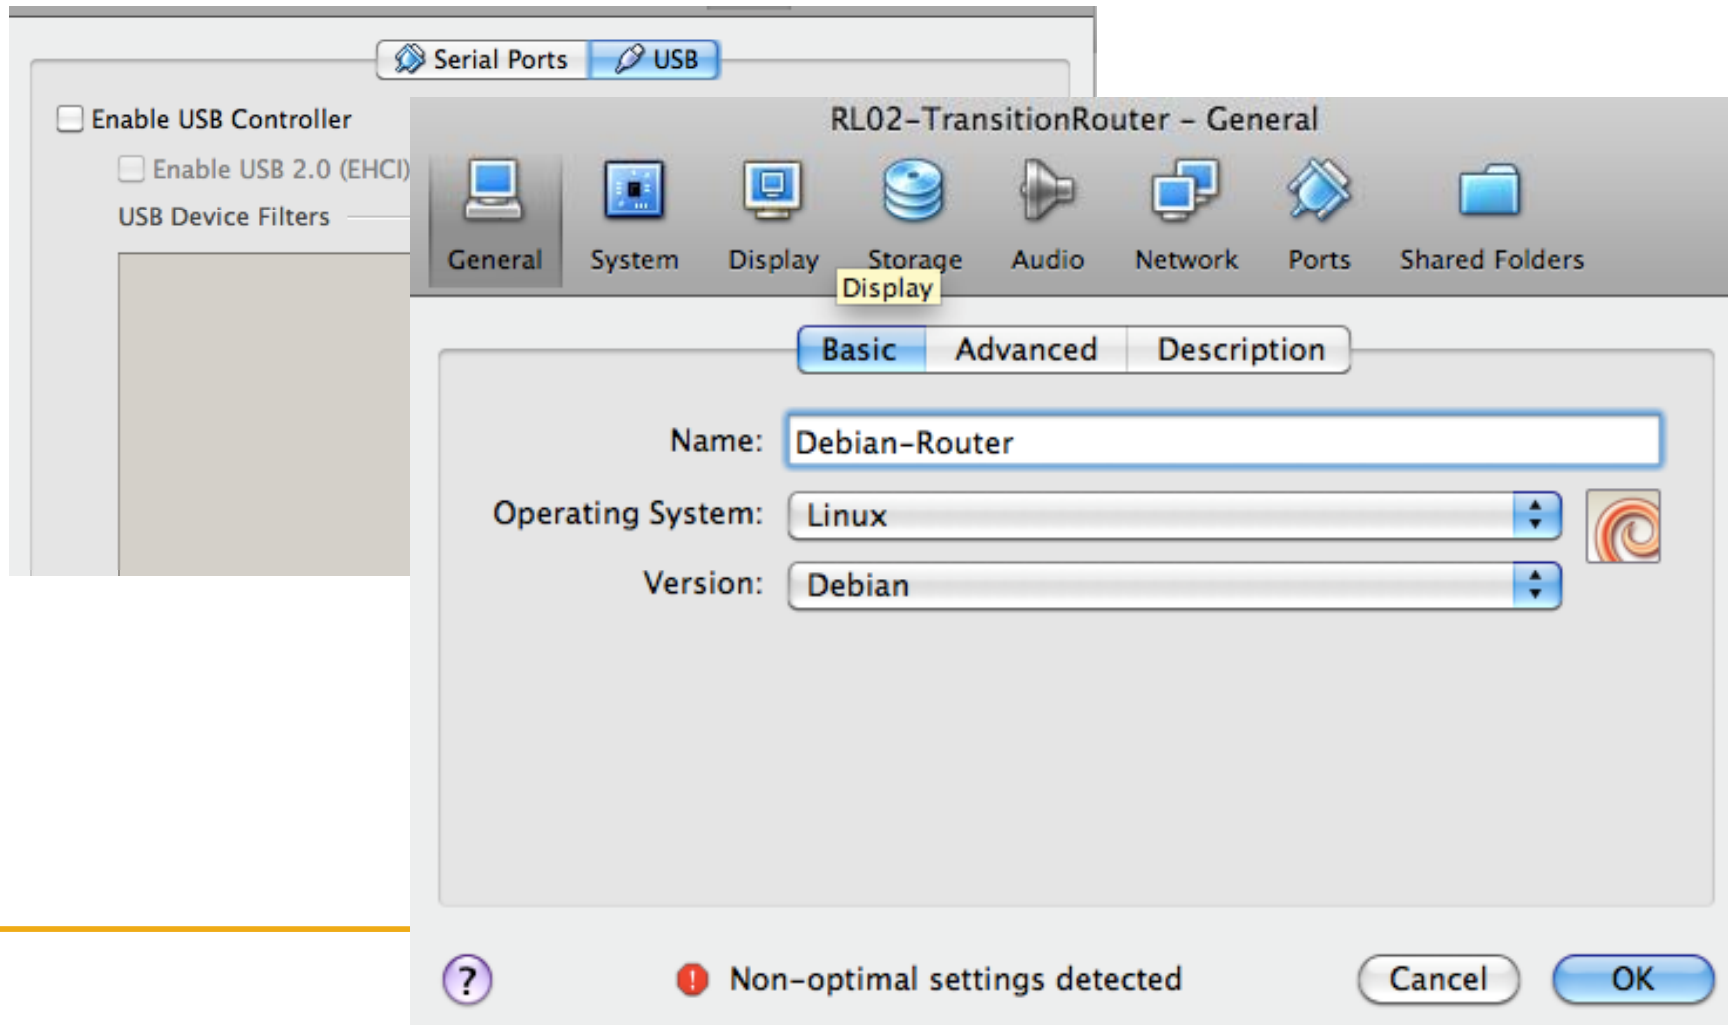 Serial Ports USB
Enable USB Controller
Enable USB 2.0 (EHCI)
USB Device Filters
RL02-TransitionRouter - General
General System Display Storage Audio Network Ports Shared Folders
Display
Basic Advanced Description
Name: Debian-Router
Operating System: Linux
Version: Debian
? Non-optimal settings detected Cancel OK